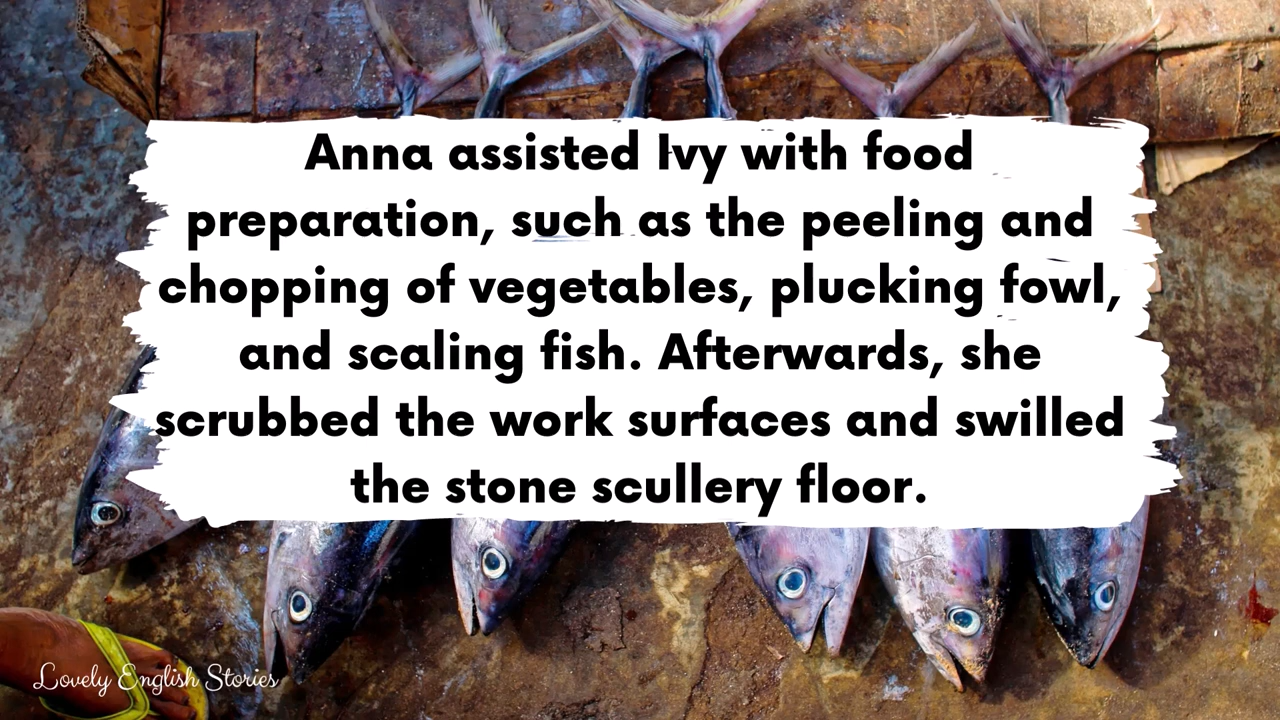 Anna assisted Ivy with food
preparation, such as the peeling and
chopping of vegetables, plucking fowl,
and scaling fish. Afterwards, she
scrubbed the work surfaces and swilled
the stone scullery floor.
Lovely English Stories